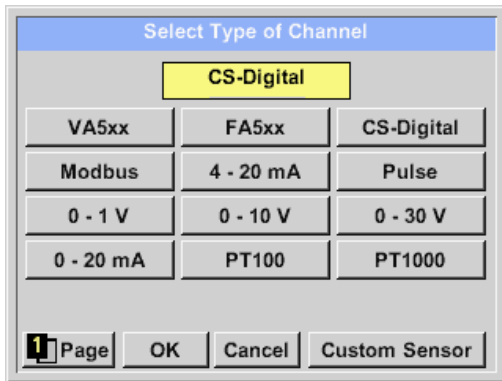 Select Type of Channel
CS-Digital
VA5xx FA5xx CS-Digital
Modbus 4 - 20 mA Pulse
0 - 1 V 0 - 10 V 0 - 30 V
0 - 20 mA PT100 PT1000
1 Page OK Cancel Custom Sensor